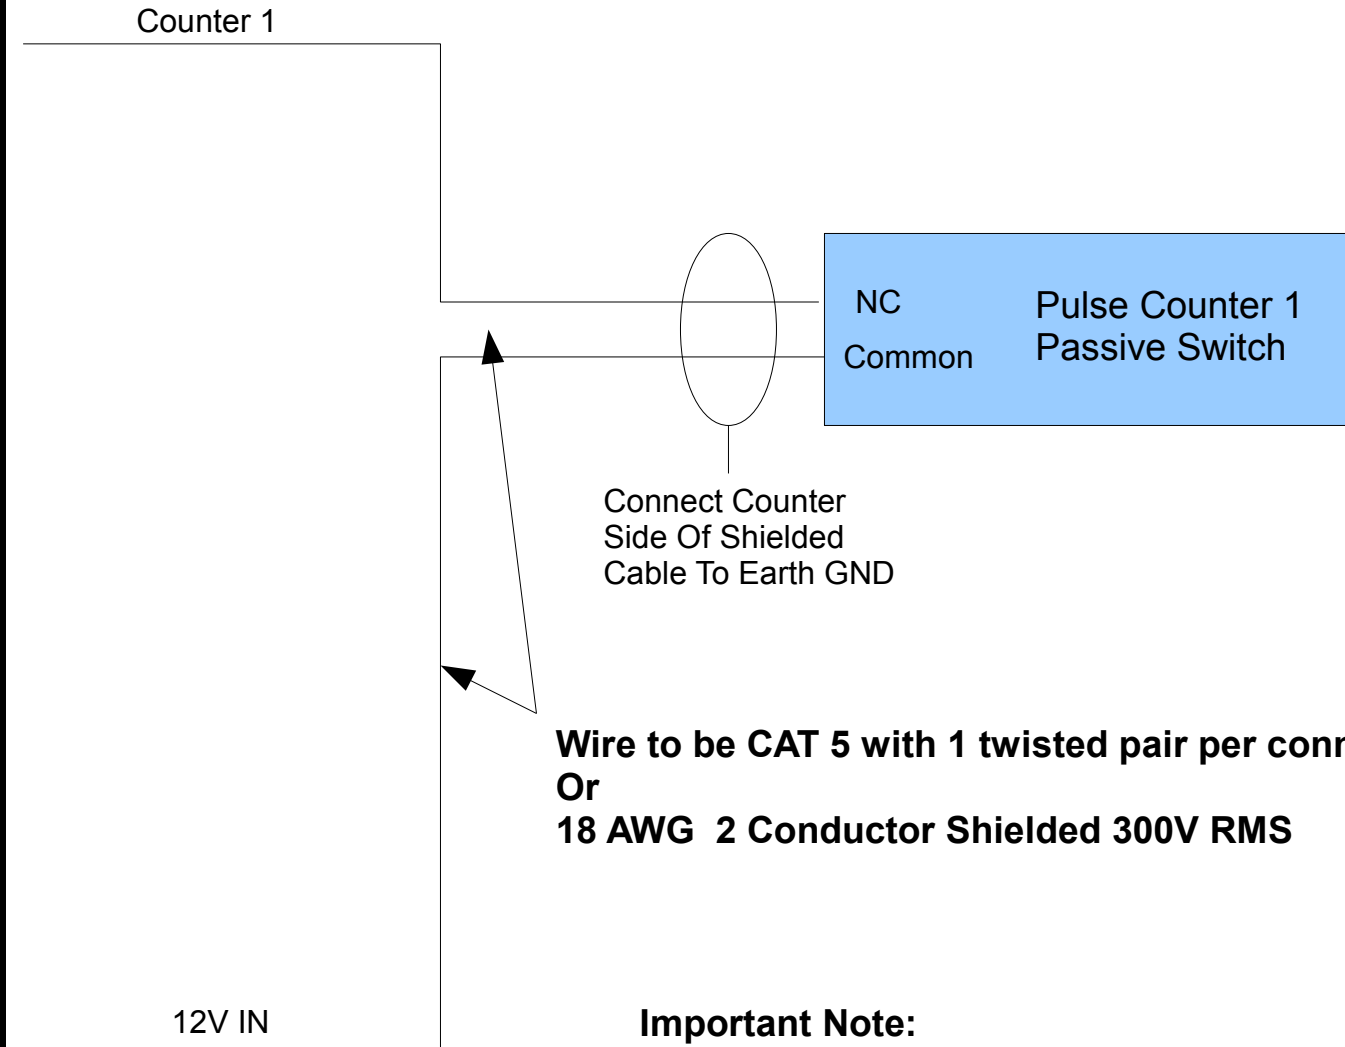 Counter 1
NC
Common
Pulse Counter 1
Passive Switch
Connect Counter
Side Of Shielded
Cable To Earth GND
Wire to be CAT 5 with 1 twisted pair per
Or
18 AWG  2 Conductor Shielded 300V RMS
12V IN
Important Note: